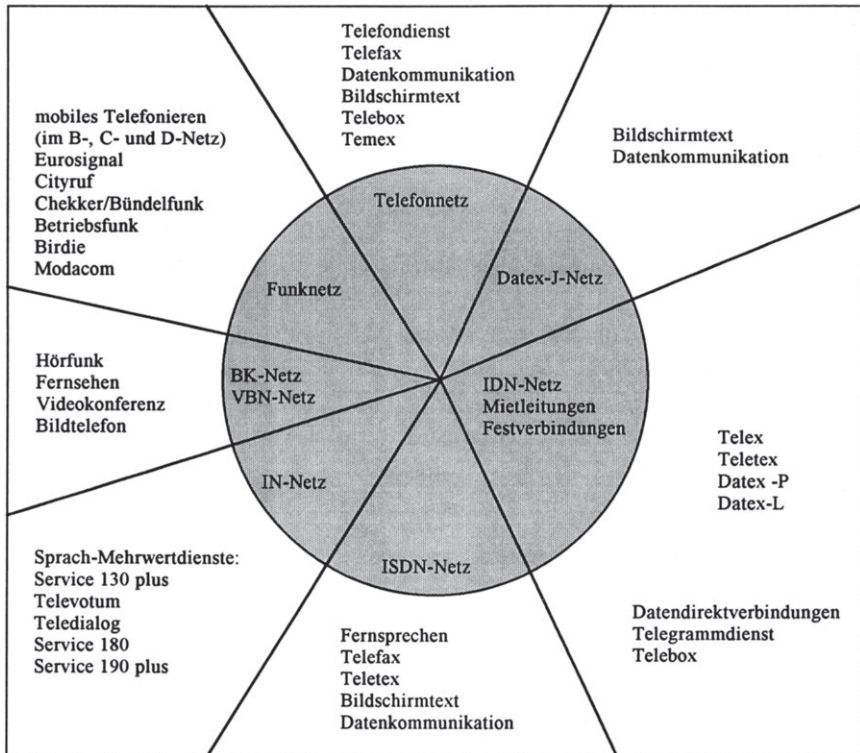 Telefondienst
Telefax
Datenkommunikation
Bildschirmtext
Telebox
Temex
mobiles Telefonieren
(im B-, C- und D-Netz)
Eurosignal
Cityruf
Chekker/Bündelfunk
Betriebsfunk
Birdie
Modacom
Bildschirmtext
Datenkommunikation
Telefonnetz
Funknetz
Datex-J-Netz
Hörfunk
Fernsehen
Videokonferenz
Bildtelefon
BK-Netz
VBN-Netz
IDN-Netz
Mietleitungen
Festverbindungen
Telex
Teletex
Datex -P
Datex-L
IN-Netz
ISDN-Netz
Sprach-Mehrwertdienste:
Service 130 plus
Televotum
Teledialog
Service 180
Service 190 plus
Fernsprechen
Telefax
Teletex
Bildschirmtext
Datenkommunikation
Datendirektverbindungen
Telegrammdienst
Telebox